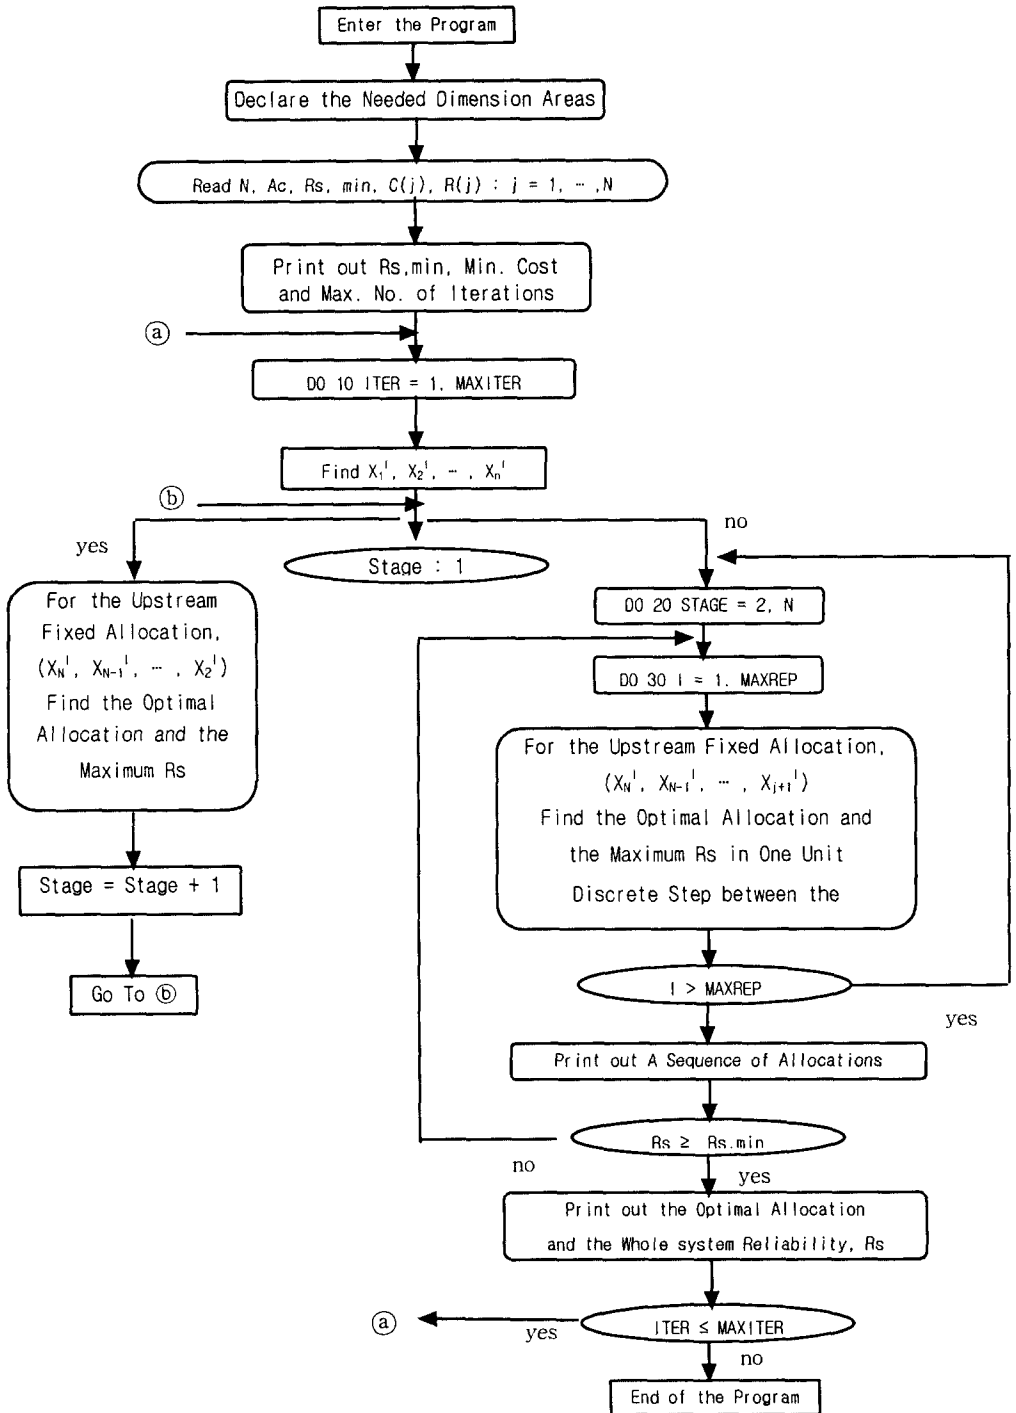 Enter the Program
Declare the Needed Dimension Areas
Read N, Ac, Rs, min, C(j), R(j) : j = 1, ··· ,N
Print out Rs,min, Min. Cost
and Max. No. of Iterations
ⓐ
DO 10 ITER = 1, MAXITER
Find X₁ᴵ, X₂ᴵ, ··· , Xₙᴵ
ⓑ
yes
Stage : 1
no
For the Upstream
Fixed Allocation,
(X_Nᴵ, X_N-1ᴵ, ··· , X₂ᴵ)
Find the Optimal
Allocation and the
Maximum Rs
Stage = Stage + 1
Go To ⓑ
DO 20 STAGE = 2, N
DO 30 I = 1, MAXREP
For the Upstream Fixed Allocation,
(X_Nᴵ, X_N-1ᴵ, ··· , X_j+1ᴵ)
Find the Optimal Allocation and
the Maximum Rs in One Unit
Discrete Step between the
I > MAXREP
yes
Print out A Sequence of Allocations
Rs ≥ Rs.min
no
yes
Print out the Optimal Allocation
and the Whole system Reliability, Rs
ⓐ
yes
ITER ≤ MAXITER
no
End of the Program